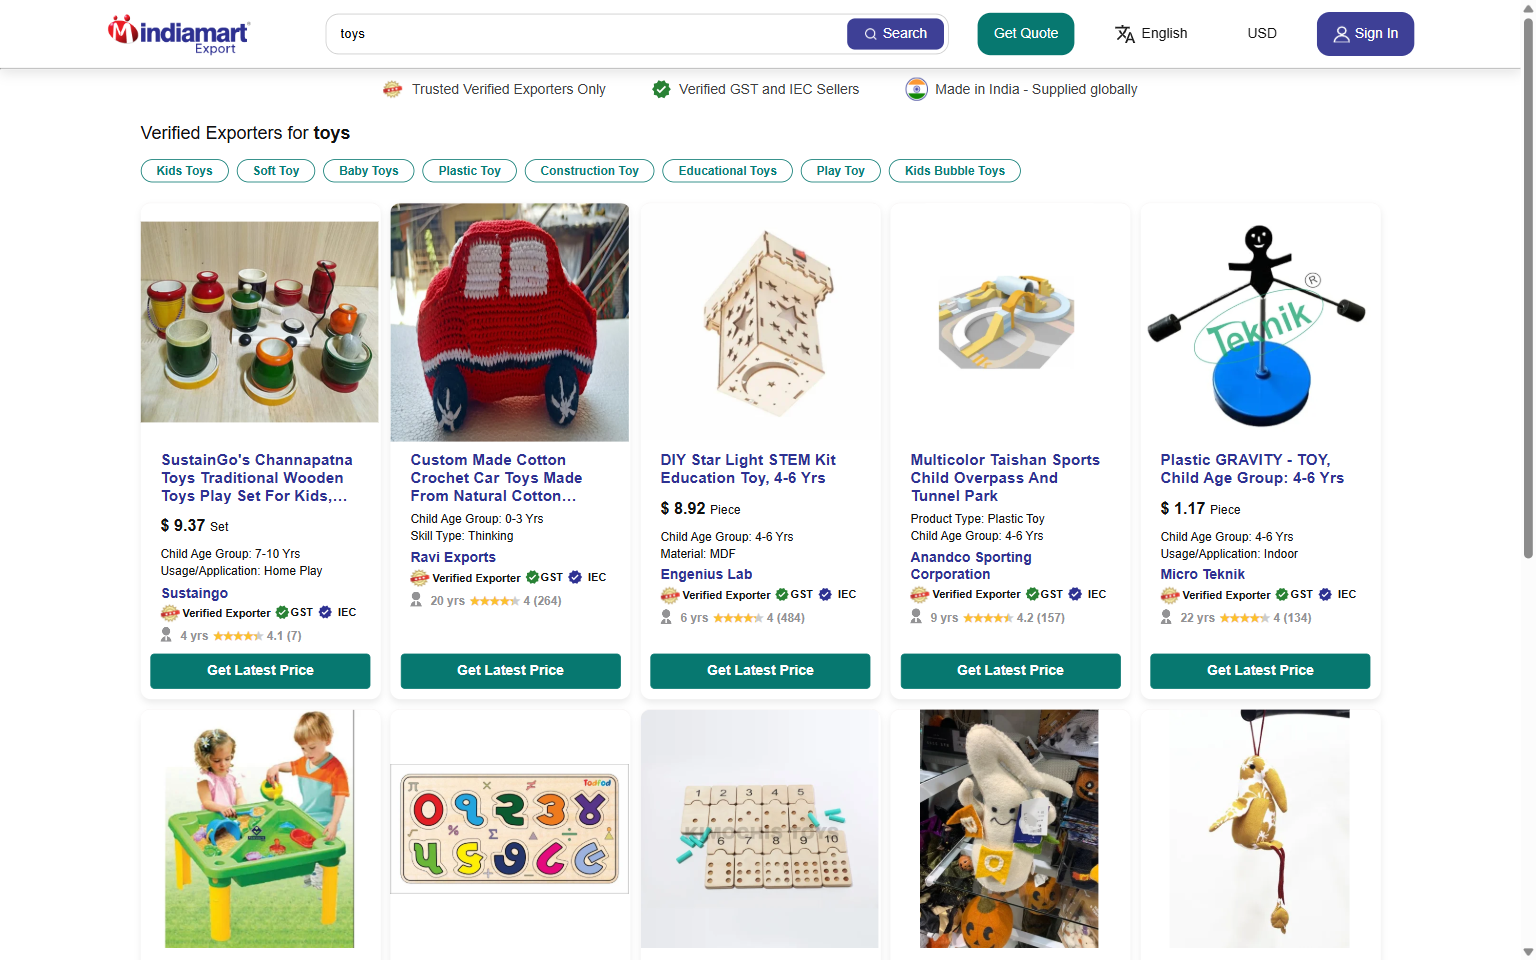 indiamart
Export
toys
Search
Get Quote
English
USD
Sign In
Trusted Verified Exporters Only
Verified GST and IEC Sellers
Made in India - Supplied globally
Verified Exporters for toys
Kids Toys
Soft Toy
Baby Toys
Plastic Toy
Construction Toy
Educational Toys
Play Toy
Kids Bubble Toys
Teknik
®
SustainGo's Channapatna
Toys Traditional Wooden
Toys Play Set For Kids,...
$ 9.37 Set
Child Age Group: 7-10 Yrs
Usage/Application: Home Play
Sustaingo
Verified Exporter GST IEC
4 yrs 4.1 (7)
Get Latest Price
Custom Made Cotton
Crochet Car Toys Made
From Natural Cotton...
Child Age Group: 0-3 Yrs
Skill Type: Thinking
Ravi Exports
Verified Exporter GST IEC
20 yrs 4 (264)
Get Latest Price
DIY Star Light STEM Kit
Education Toy, 4-6 Yrs
$ 8.92 Piece
Child Age Group: 4-6 Yrs
Material: MDF
Engenius Lab
Verified Exporter GST IEC
6 yrs 4 (484)
Get Latest Price
Multicolor Taishan Sports
Child Overpass And
Tunnel Park
Product Type: Plastic Toy
Child Age Group: 4-6 Yrs
Anandco Sporting
Corporation
Verified Exporter GST IEC
9 yrs 4.2 (157)
Get Latest Price
Plastic GRAVITY - TOY,
Child Age Group: 4-6 Yrs
$ 1.17 Piece
Child Age Group: 4-6 Yrs
Usage/Application: Indoor
Micro Teknik
Verified Exporter GST IEC
22 yrs 4 (134)
Get Latest Price
1 2 3 4 5
KIMOCHIS TOYS
6 7 8 9 10